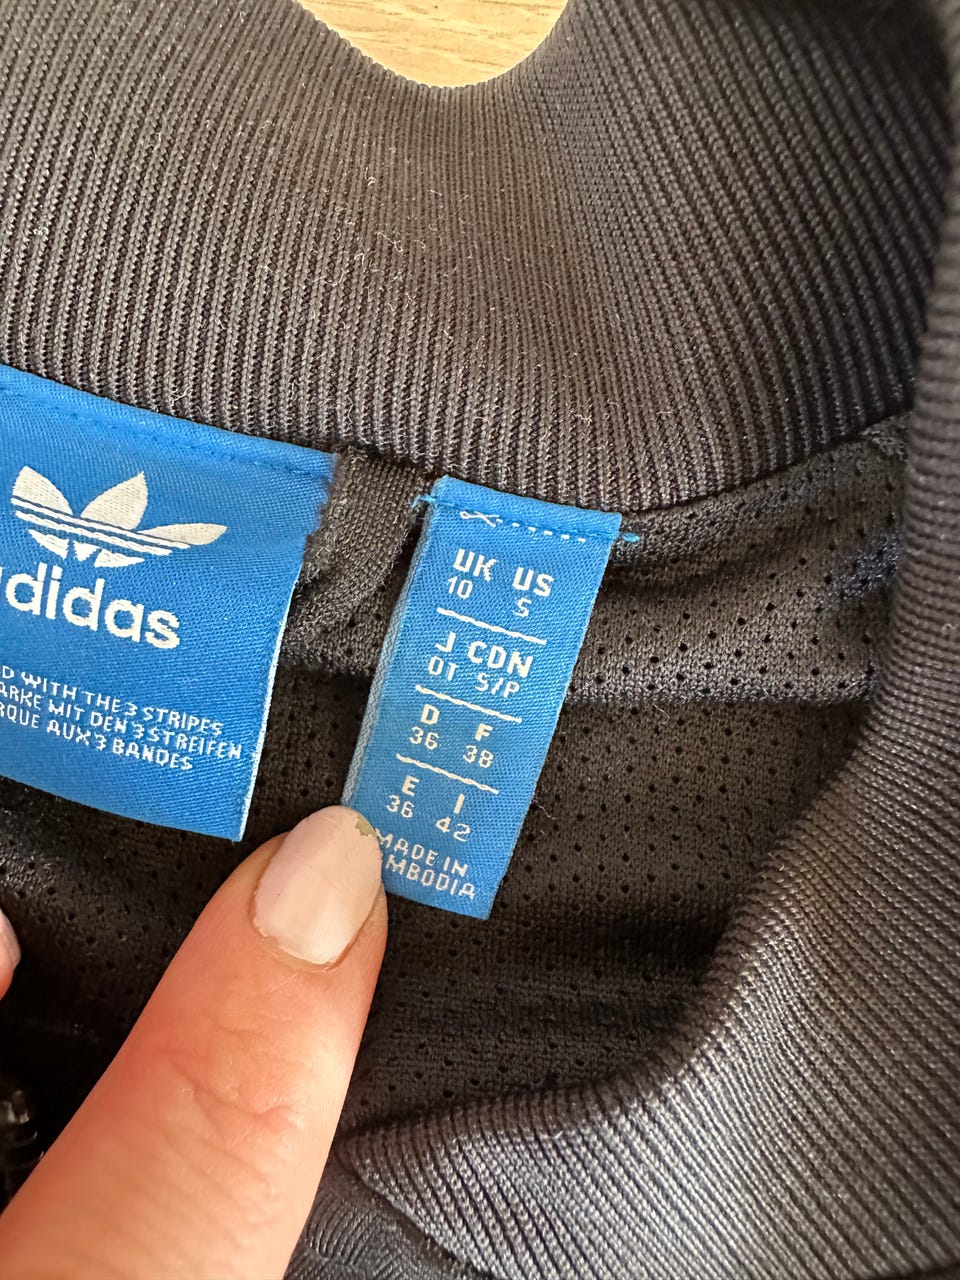 adidas
WITH THE 3 STRIPES
MIT DEN 3 STREIFEN
AUX 3 BANDES
UK US
10 S
J CDN
OT S/P
D F
36 38
E I
36 42
MADE IN